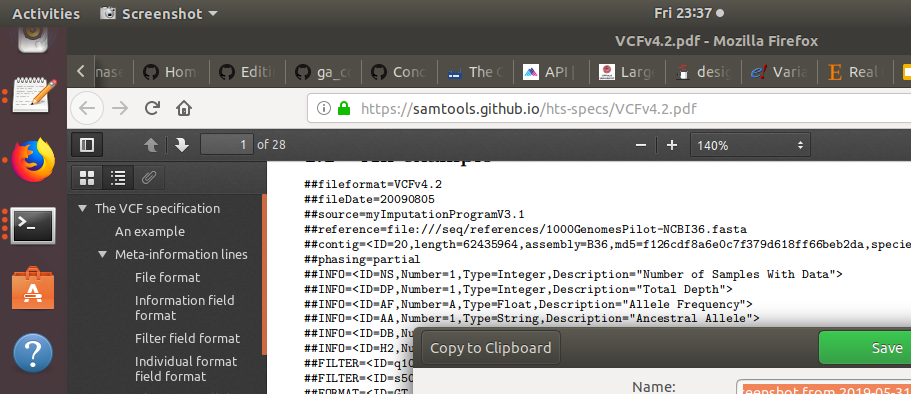 Activities Screenshot Fri 23:37
VCFv4.2.pdf - Mozilla Firefox
nase Hom Editi ga_co Conc The G API | Larg desig Varia Real
https://samtools.github.io/hts-specs/VCFv4.2.pdf
1 of 28 140%
The VCF specification
An example
Meta-information lines
File format
Information field
format
Filter field format
Individual format
field format
example
##fileformat=VCFv4.2
##fileDate=20090805
##source=myImputationProgramV3.1
##reference=file:///seq/references/1000GenomesPilot-NCBI36.fasta
##contig=<ID=20,length=62435964,assembly=B36,md5=f126cdf8a6e0c7f379d618ff66beb2da,specie
##phasing=partial
##INFO=<ID=NS,Number=1,Type=Integer,Description="Number of Samples With Data">
##INFO=<ID=DP,Number=1,Type=Integer,Description="Total Depth">
##INFO=<ID=AF,Number=A,Type=Float,Description="Allele Frequency">
##INFO=<ID=AA,Number=1,Type=String,Description="Ancestral Allele">
##INFO=<ID=DB,Nu
##INFO=<ID=H2,Nu
##FILTER=<ID=q10
##FILTER=<ID=s50
##FORMAT=<ID=GT
Copy to Clipboard Save
Name: eenshot from 2019-05-31